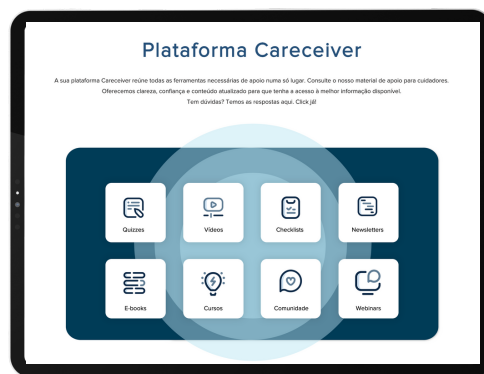 Plataforma Careceiver
A sua plataforma Careceiver reúne todas as ferramentas necessárias de apoio num só lugar. Consulte o nosso material de apoio para cuidadores.
Oferecemos clareza, confiança e conteúdo atualizado para que tenha a acesso à melhor informação disponível.
Tem dúvidas? Temos as respostas aqui. Click já!
Quizzes
Vídeos
Checklists
Newsletters
E-books
Cursos
Comunidade
Webinars